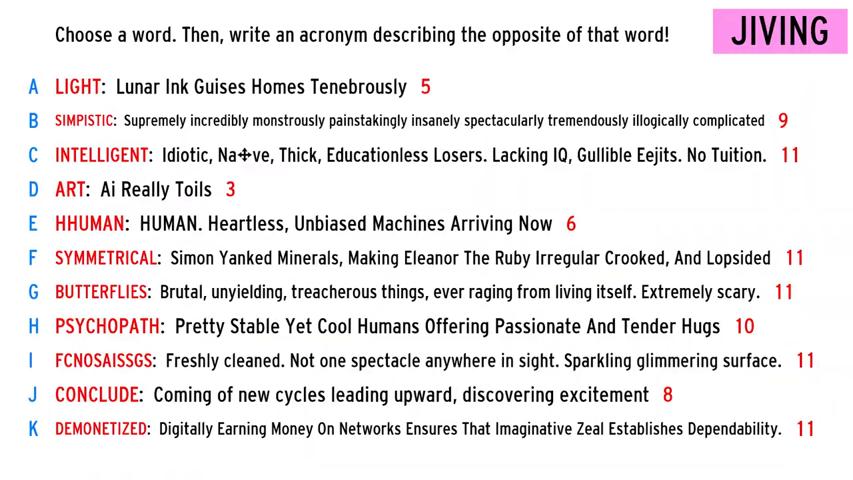 Choose a word. Then, write an acronym describing the opposite of that word!
JIVING
A LIGHT: Lunar Ink Guises Homes Tenebrously 5
B SIMPISTIC: Supremely incredibly monstrously painstakingly insanely spectacularly tremendously illogically complicated 9
C INTELLIGENT: Idiotic, Na✣ve, Thick, Educationless Losers. Lacking IQ, Gullible Eejits. No Tuition. 11
D ART: Ai Really Toils 3
E HHUMAN: HUMAN. Heartless, Unbiased Machines Arriving Now 6
F SYMMETRICAL: Simon Yanked Minerals, Making Eleanor The Ruby Irregular Crooked, And Lopsided 11
G BUTTERFLIES: Brutal, unyielding, treacherous things, ever raging from living itself. Extremely scary. 11
H PSYCHOPATH: Pretty Stable Yet Cool Humans Offering Passionate And Tender Hugs 10
I FCNOSAISSGS: Freshly cleaned. Not one spectacle anywhere in sight. Sparkling glimmering surface. 11
J CONCLUDE: Coming of new cycles leading upward, discovering excitement 8
K DEMONETIZED: Digitally Earning Money On Networks Ensures That Imaginative Zeal Establishes Dependability. 11